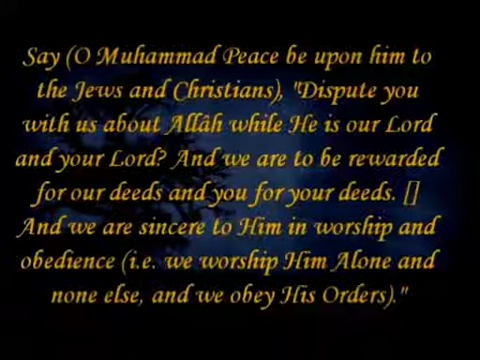 Say (O Muhammad Peace be upon him to
the Jews and Christians), "Dispute you
with us about Allâh while He is our Lord
and your Lord? And we are to be rewarded
for our deeds and you for your deeds. []
And we are sincere to Him in worship and
obedience (i.e. we worship Him Alone and
none else, and we obey His Orders)."